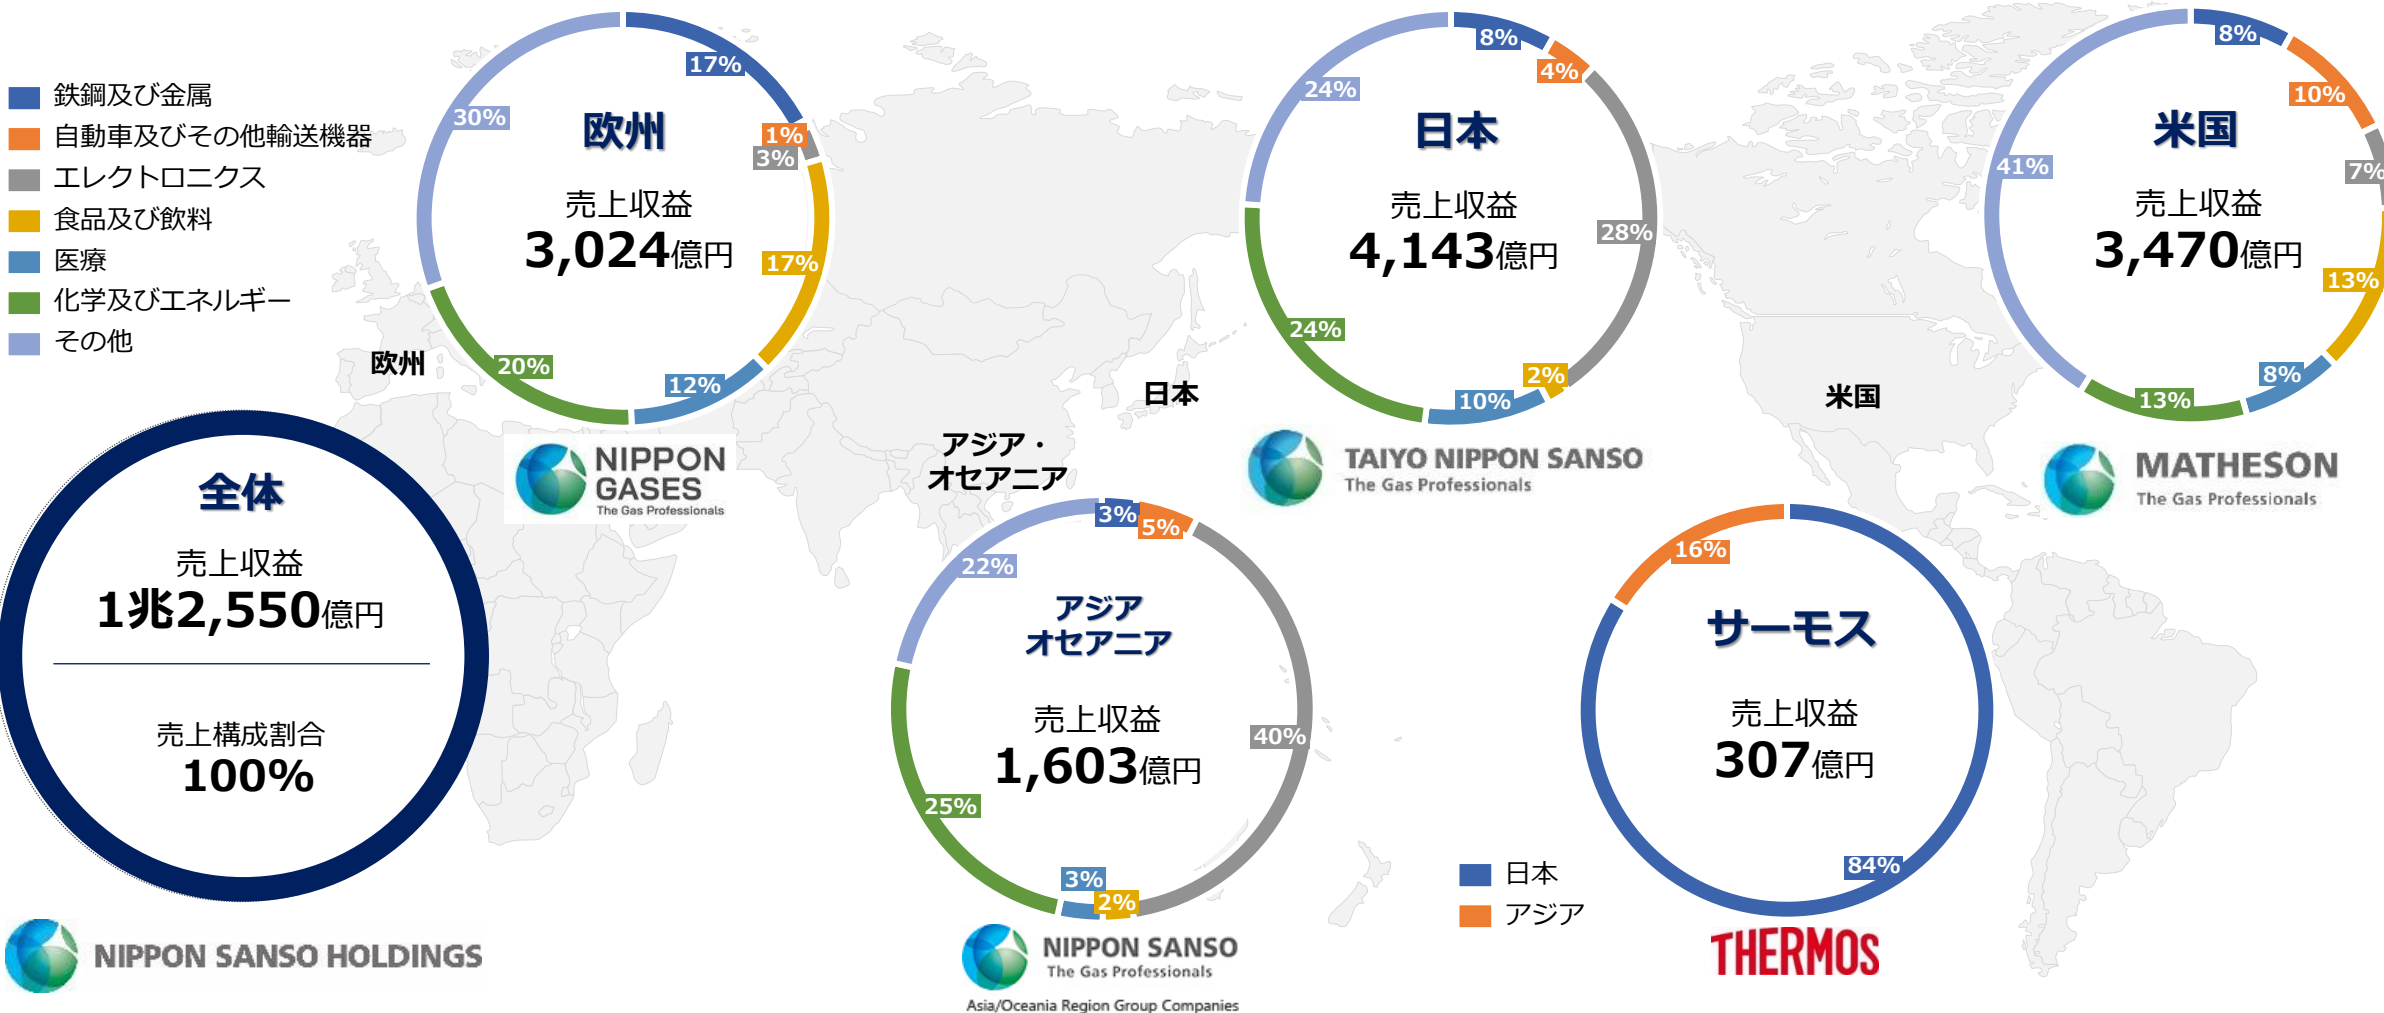 鉄鋼及び金属
自動車及びその他輸送機器
エレクトロニクス
食品及び飲料
医療
化学及びエネルギー
その他
17%
1%
3%
17%
12%
20%
30%
欧州
売上収益
3,024億円
欧州
NIPPON
GASES
The Gas Professionals
8%
4%
28%
2%
10%
24%
24%
日本
売上収益
4,143億円
日本
TAIYO NIPPON SANSO
The Gas Professionals
8%
10%
7%
13%
8%
13%
41%
米国
売上収益
3,470億円
米国
MATHESON
The Gas Professionals
全体
売上収益
1兆2,550億円
売上構成割合
100%
NIPPON SANSO HOLDINGS
アジア・
オセアニア
3%
5%
40%
2%
3%
25%
22%
アジア
オセアニア
売上収益
1,603億円
NIPPON SANSO
The Gas Professionals
Asia/Oceania Region Group Companies
16%
84%
サーモス
売上収益
307億円
日本
アジア
THERMOS